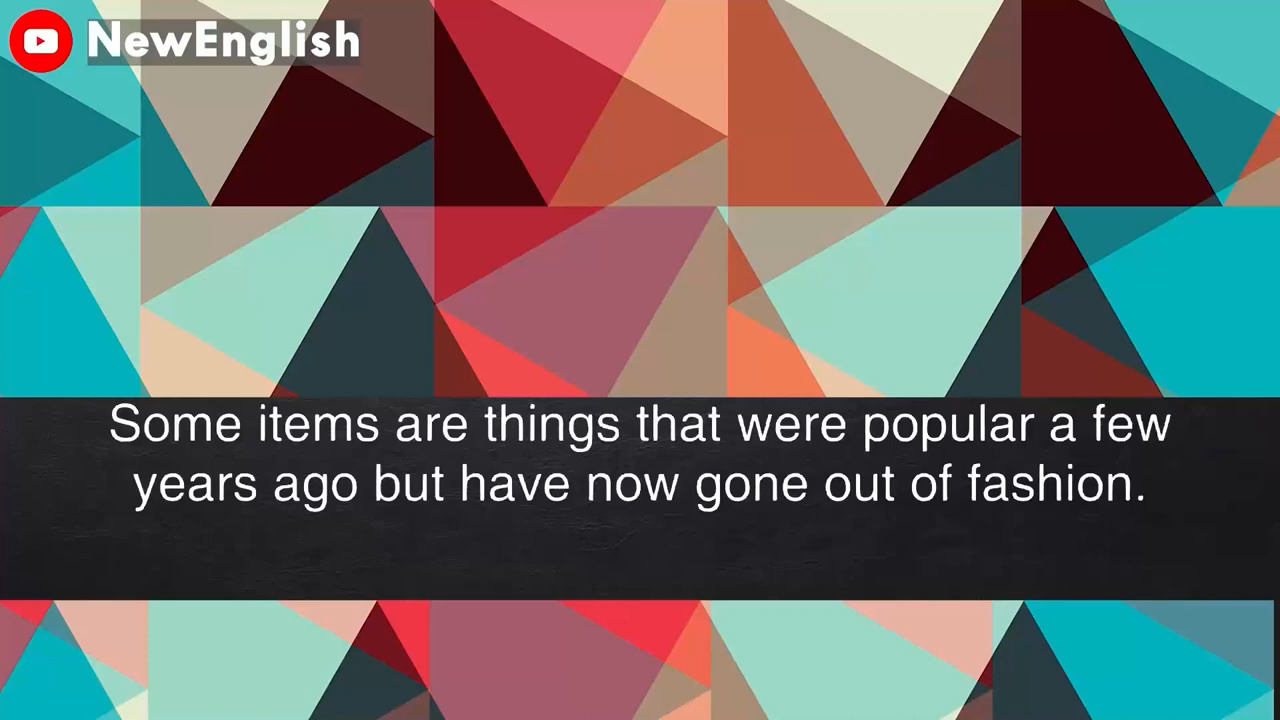 NewEnglish
Some items are things that were popular a few
years ago but have now gone out of fashion.